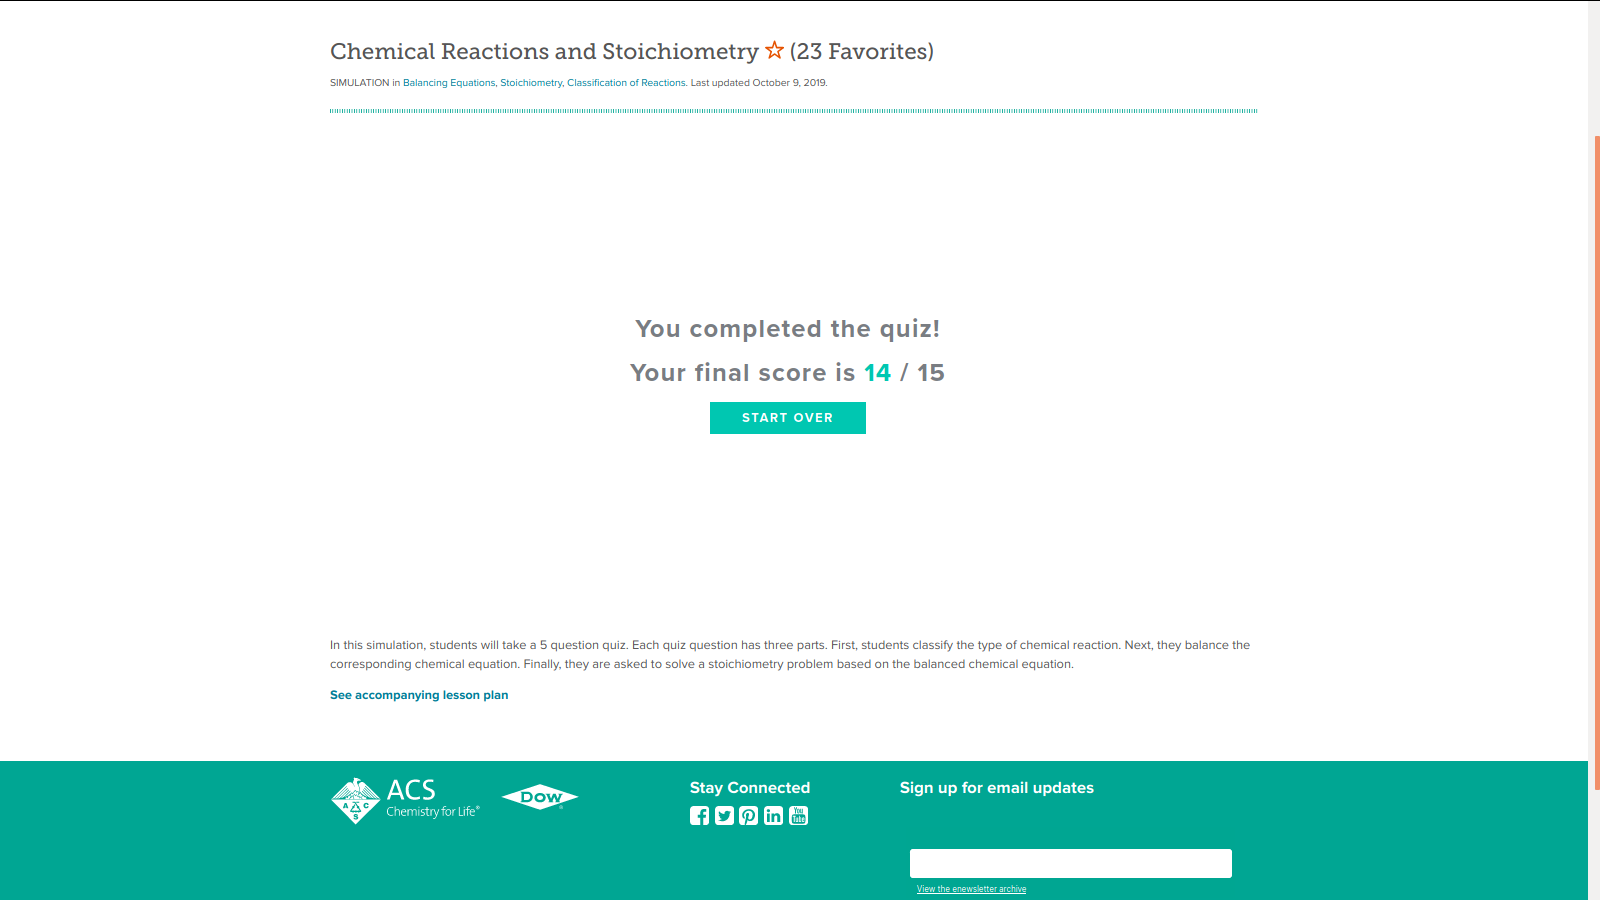 Chemical Reactions and Stoichiometry ☆ (23 Favorites)
SIMULATION in Balancing Equations, Stoichiometry, Classification of Reactions. Last updated October 9, 2019.
You completed the quiz!
Your final score is 14 / 15
START OVER
In this simulation, students will take a 5 question quiz. Each quiz question has three parts. First, students classify the type of chemical reaction. Next, they balance the
corresponding chemical equation. Finally, they are asked to solve a stoichiometry problem based on the balanced chemical equation.
See accompanying lesson plan
A C S
ACS
Chemistry for Life®
DOW®
Stay Connected
You Tube
Sign up for email updates
View the enewsletter archive